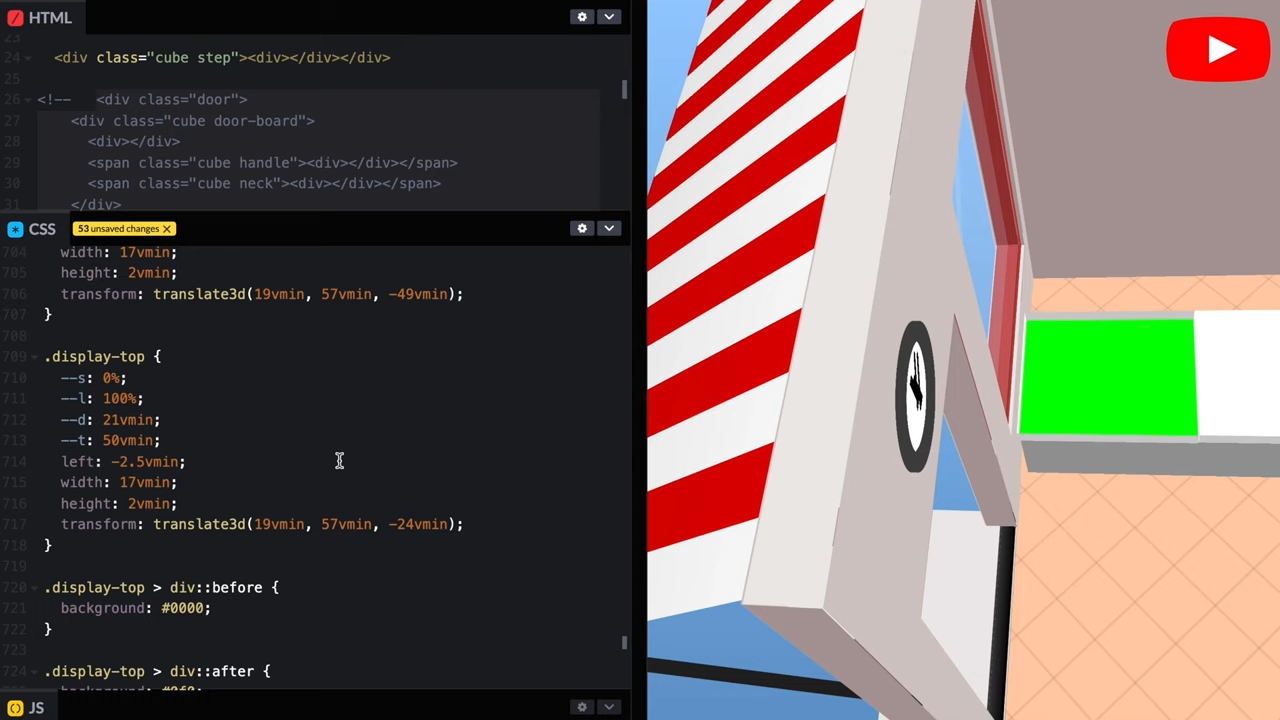 HTML
23
24 <div class="cube step"><div></div></div>
25
26 <!-- <div class="door">
27 <div class="cube door-board">
28 <div></div>
29 <span class="cube handle"><div></div></span>
30 <span class="cube neck"><div></div></span>
31 </div>
CSS 53 unsaved changes ×
704 width: 17vmin;
705 height: 2vmin;
706 transform: translate3d(19vmin, 57vmin, -49vmin);
707 }
708
709 .display-top {
710 --s: 0%;
711 --l: 100%;
712 --d: 21vmin;
713 --t: 50vmin;
714 left: -2.5vmin;
715 width: 17vmin;
716 height: 2vmin;
717 transform: translate3d(19vmin, 57vmin, -24vmin);
718 }
719
720 .display-top > div::before {
721 background: #0000;
722 }
723
724 .display-top > div::after {
background: #0f0;
JS